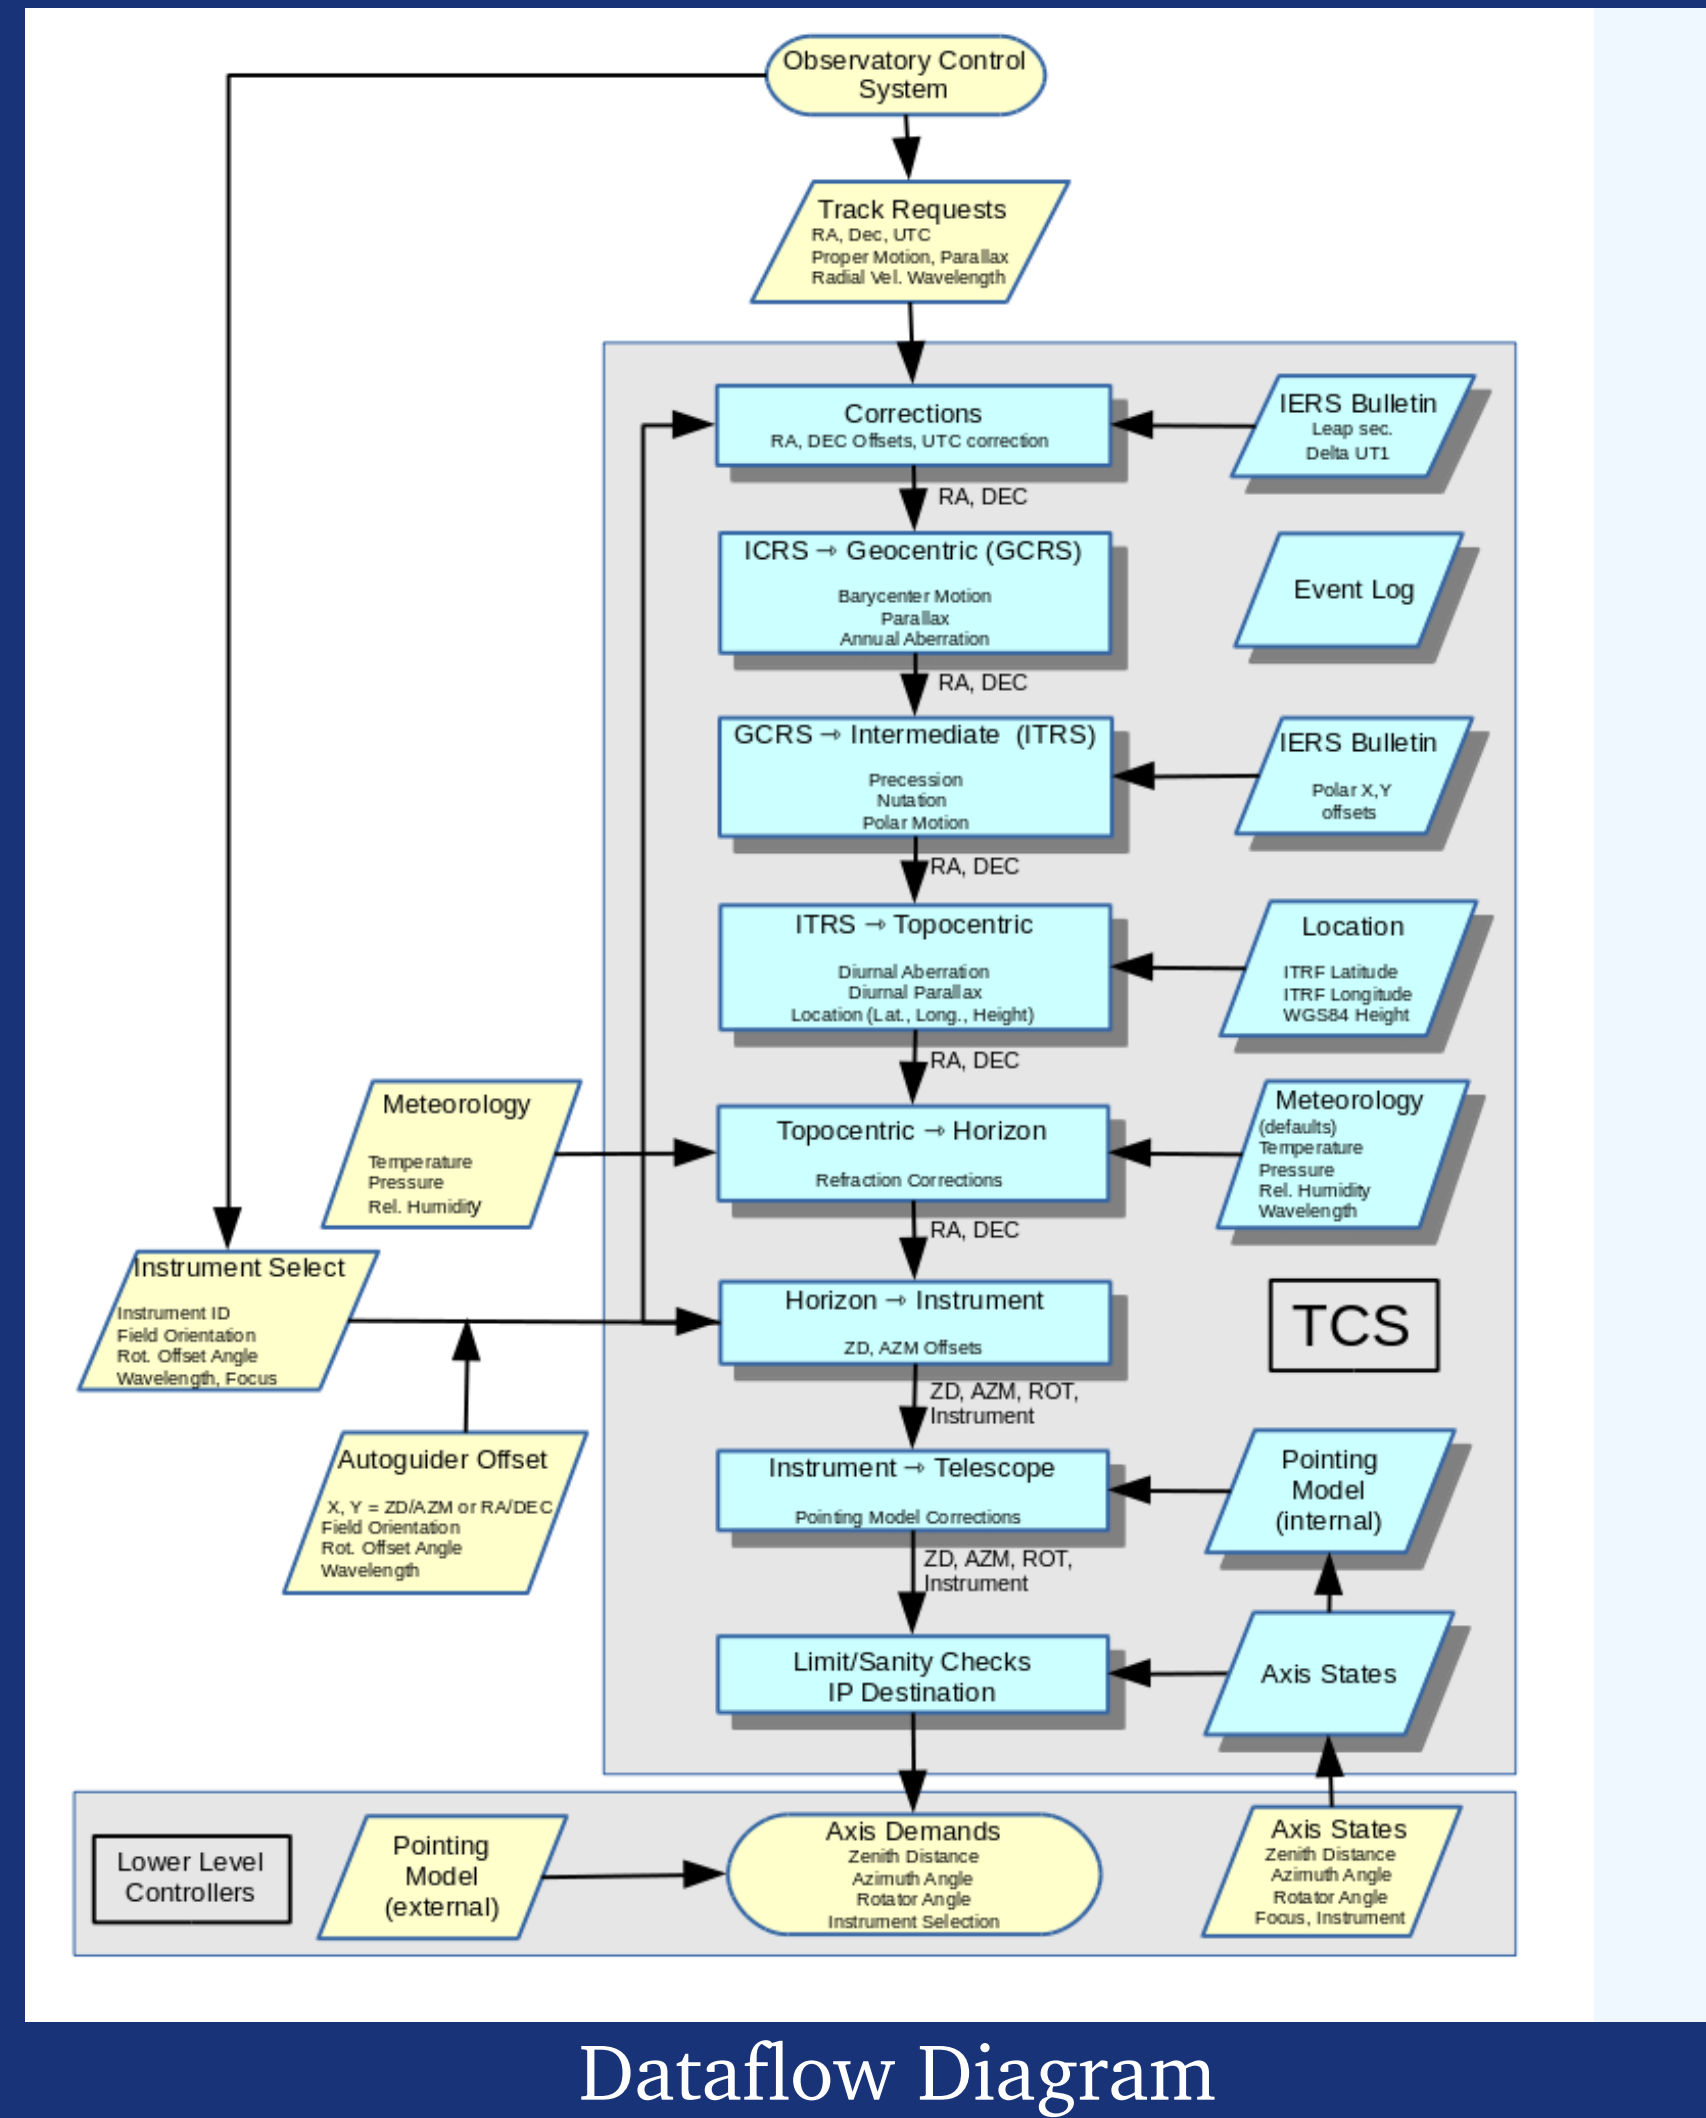 Observatory Control
System
Track Requests
RA, Dec, UTC
Proper Motion, Parallax
Radial Vel. Wavelength
Corrections
RA, DEC Offsets, UTC correction
IERS Bulletin
Leap sec.
Delta UT1
RA, DEC
ICRS → Geocentric (GCRS)
Barycenter Motion
Parallax
Annual Aberration
Event Log
RA, DEC
GCRS → Intermediate (ITRS)
Precession
Nutation
Polar Motion
IERS Bulletin
Polar X,Y
offsets
RA, DEC
ITRS → Topocentric
Diurnal Aberration
Diurnal Parallax
Location (Lat., Long., Height)
Location
ITRF Latitude
ITRF Longitude
WGS84 Height
RA, DEC
Meteorology
Temperature
Pressure
Rel. Humidity
Topocentric → Horizon
Refraction Corrections
Meteorology
(defaults)
Temperature
Pressure
Rel. Humidity
Wavelength
RA, DEC
Instrument Select
Instrument ID
Field Orientation
Rot. Offset Angle
Wavelength, Focus
Horizon → Instrument
ZD, AZM Offsets
TCS
ZD, AZM, ROT,
Instrument
Autoguider Offset
X, Y = ZD/AZM or RA/DEC
Field Orientation
Rot. Offset Angle
Wavelength
Instrument → Telescope
Pointing Model Corrections
Pointing
Model
(internal)
ZD, AZM, ROT,
Instrument
Limit/Sanity Checks
IP Destination
Axis States
Lower Level
Controllers
Pointing
Model
(external)
Axis Demands
Zenith Distance
Azimuth Angle
Rotator Angle
Instrument Selection
Axis States
Zenith Distance
Azimuth Angle
Rotator Angle
Focus, Instrument
Dataflow Diagram